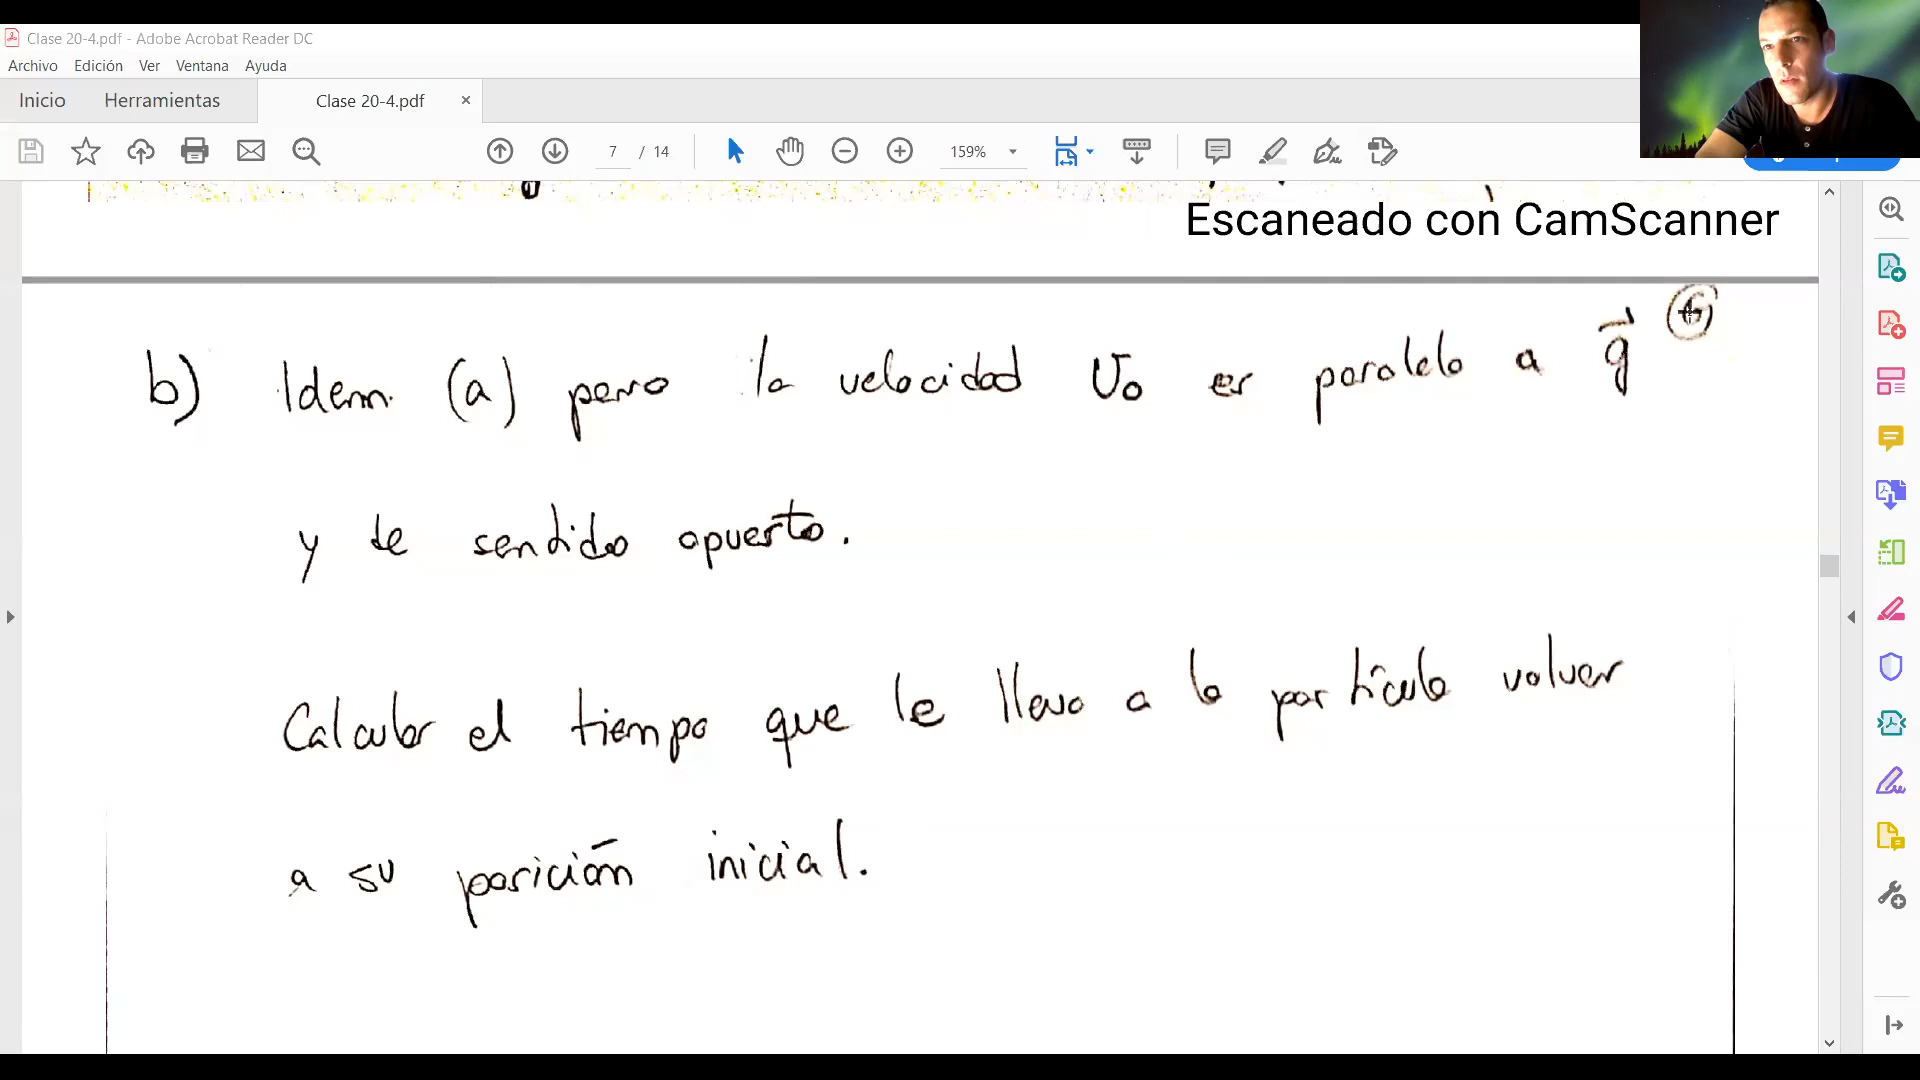 Clase 20-4.pdf - Adobe Acrobat Reader DC
Archivo Edición Ver Ventana Ayuda
Inicio Herramientas Clase 20-4.pdf ×
7 / 14 159%
Escaneado con CamScanner
b) Idem (a) pero la velocidad v₀ es paralela a g⃗ 6
y de sentido opuesto.
Calcular el tiempo que le lleva a la partícula volver
a su posición inicial.